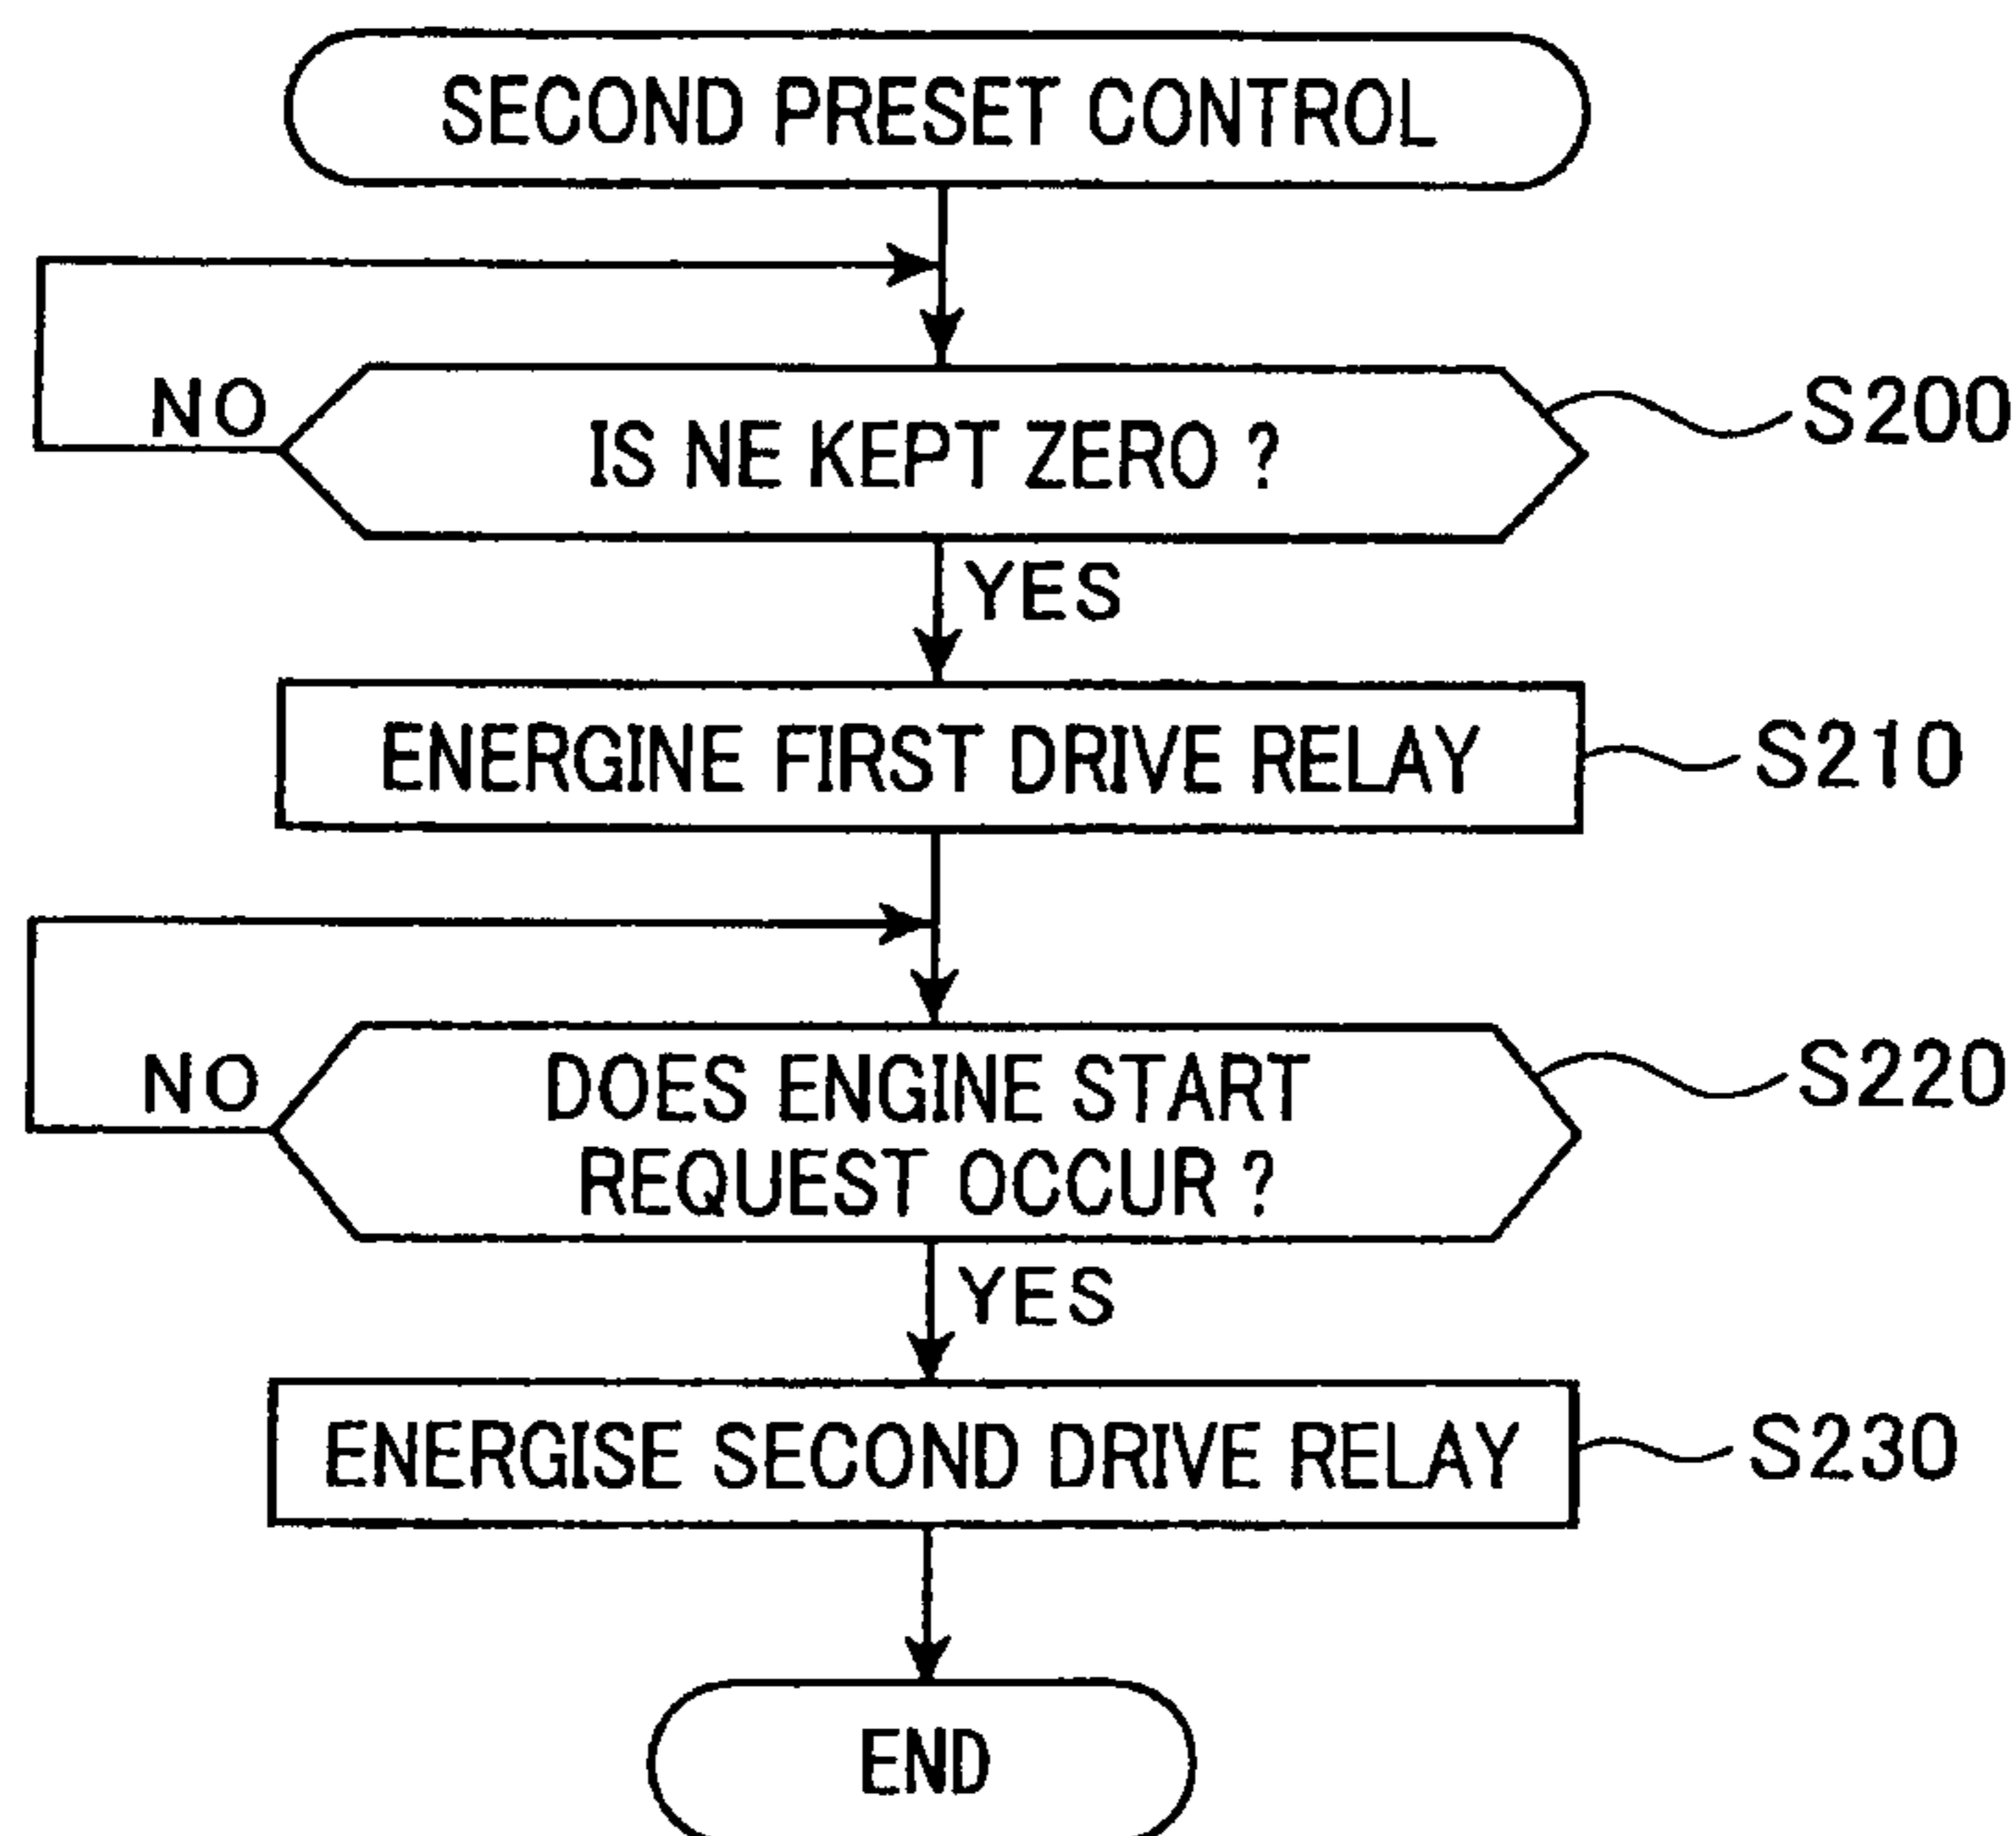 SECOND PRESET CONTROL
NO
IS NE KEPT ZERO ?
S200
YES
ENERGINE FIRST DRIVE RELAY
S210
NO
DOES ENGINE START
REQUEST OCCUR ?
S220
YES
ENERGISE SECOND DRIVE RELAY
S230
END